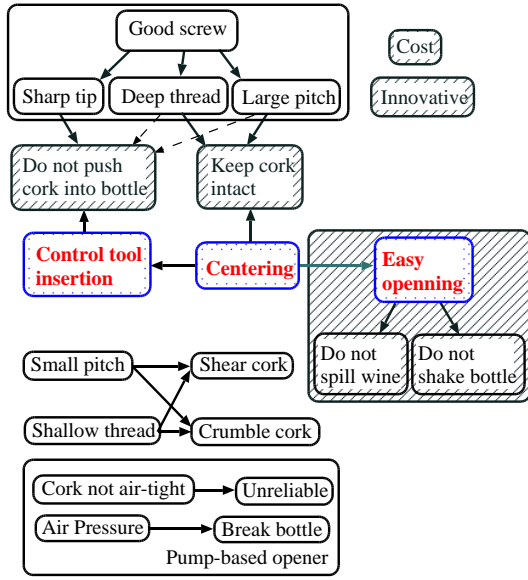 Good screw
Cost
Sharp tip
Deep thread
Large pitch
Innovative
Do not push
cork into bottle
Keep cork
intact
Control tool
insertion
Centering
Easy
openning
Do not
spill wine
Do not
shake bottle
Small pitch
Shear cork
Shallow thread
Crumble cork
Cork not air-tight
Unreliable
Air Pressure
Break bottle
Pump-based opener